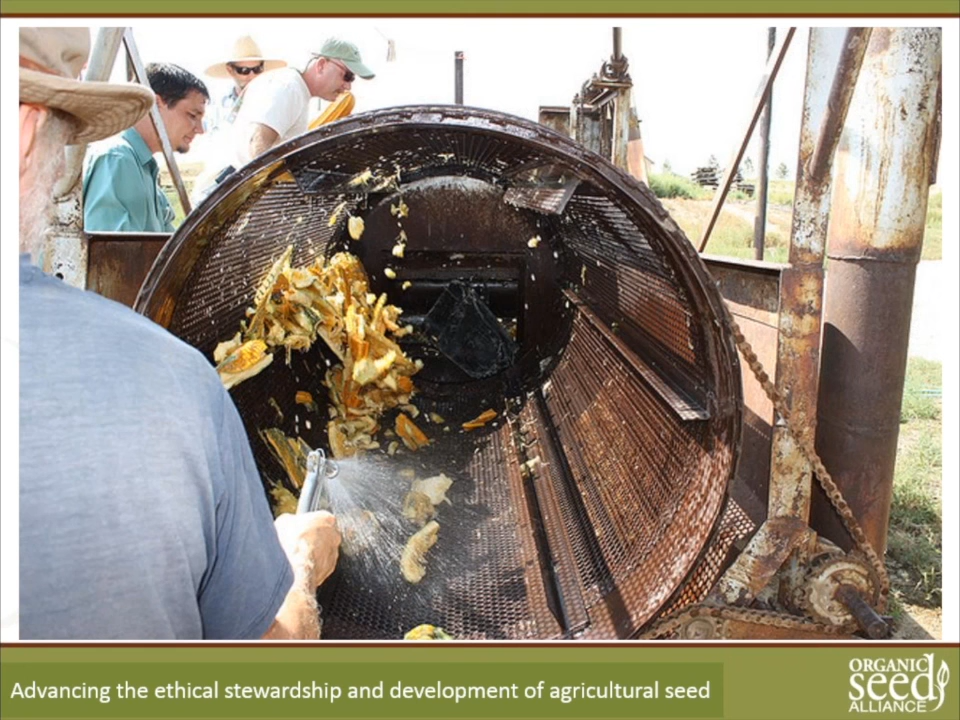 Advancing the ethical stewardship and development of agricultural seed
ORGANIC
seed
ALLIANCE